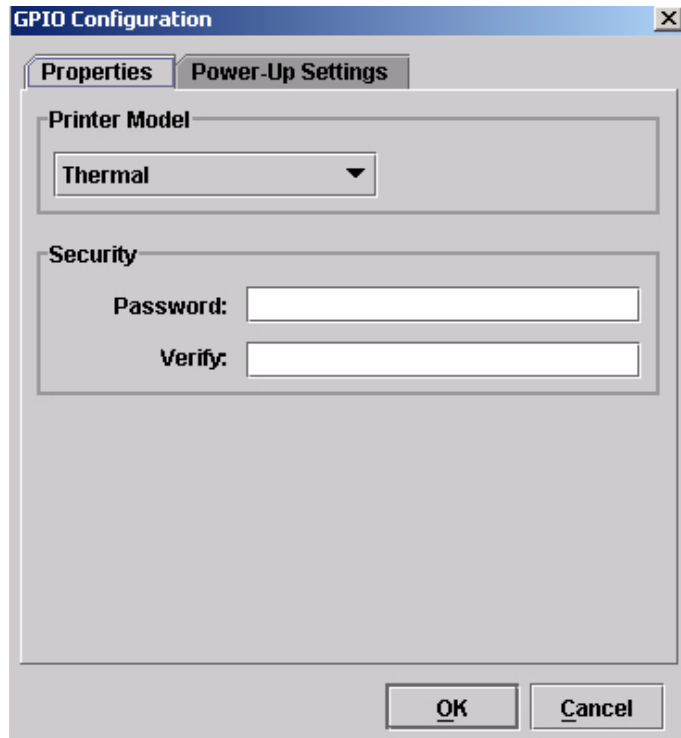 GPIO Configuration
Properties Power-Up Settings
Printer Model
Thermal
Security
Password:
Verify:
OK Cancel